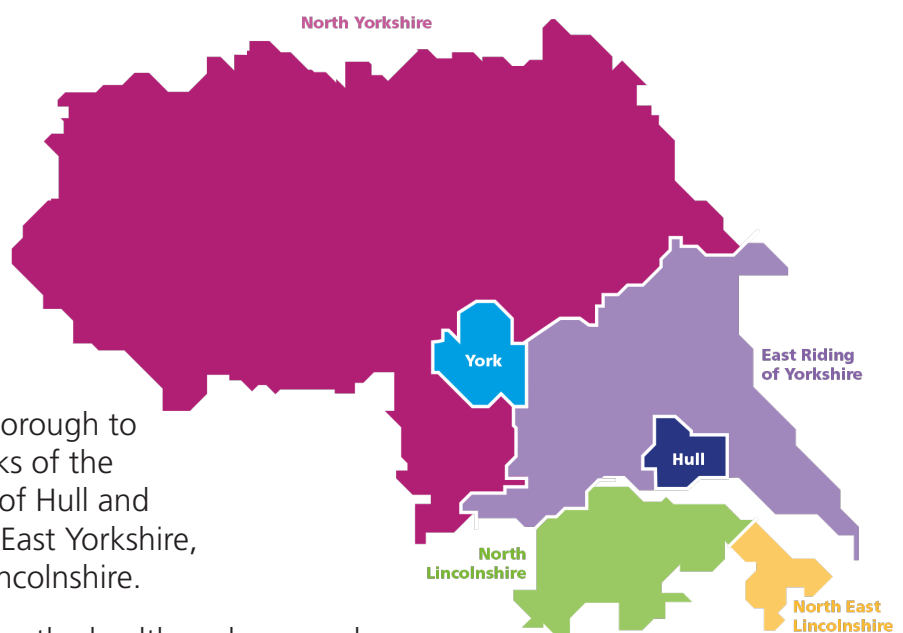 North Yorkshire
York
East Riding
of Yorkshire
Hull
North
Lincolnshire
North East
Lincolnshire
orough to
ks of the
of Hull and
East Yorkshire,
ncolnshire.